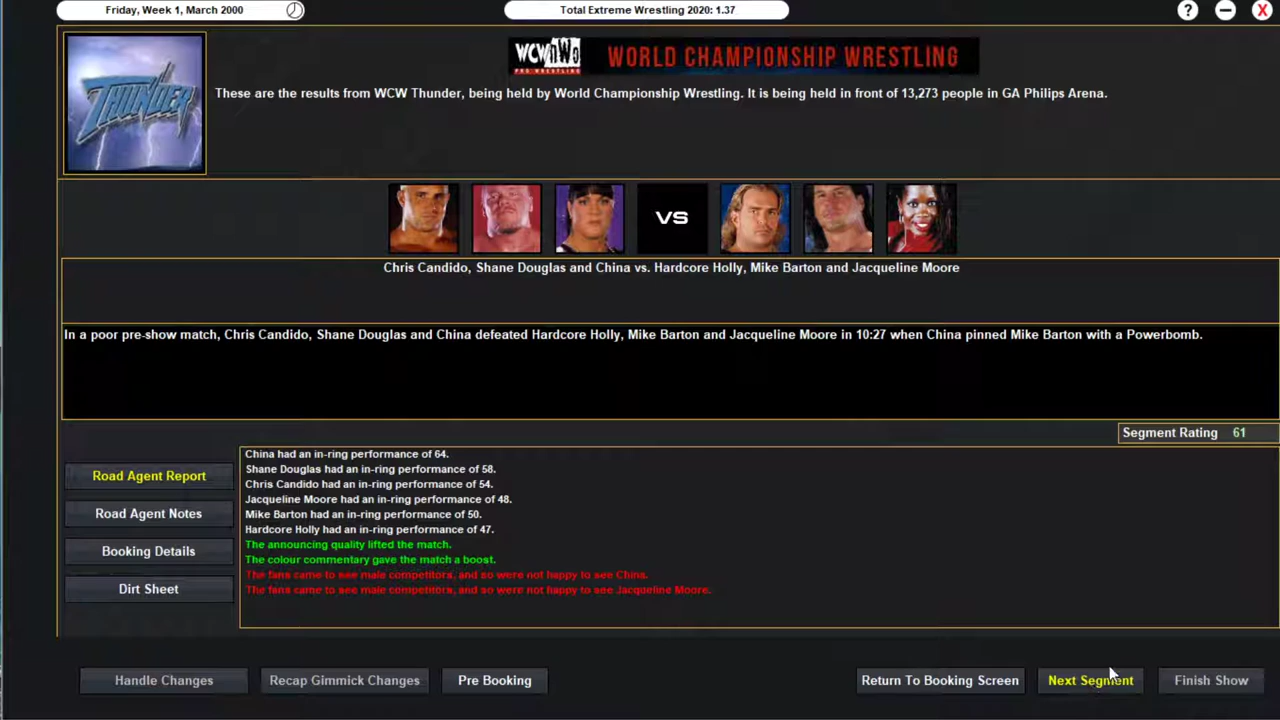 Friday, Week 1, March 2000
Total Extreme Wrestling 2020: 1.37
?
X
THUNDER
WCW nWo
PRO WRESTLING
WORLD CHAMPIONSHIP WRESTLING
These are the results from WCW Thunder, being held by World Championship Wrestling. It is being held in front of 13,273 people in GA Philips Arena.
VS
Chris Candido, Shane Douglas and China vs. Hardcore Holly, Mike Barton and Jacqueline Moore
In a poor pre-show match, Chris Candido, Shane Douglas and China defeated Hardcore Holly, Mike Barton and Jacqueline Moore in 10:27 when China pinned Mike Barton with a Powerbomb.
Segment Rating 61
Road Agent Report
Road Agent Notes
Booking Details
Dirt Sheet
China had an in-ring performance of 64.
Shane Douglas had an in-ring performance of 58.
Chris Candido had an in-ring performance of 54.
Jacqueline Moore had an in-ring performance of 48.
Mike Barton had an in-ring performance of 50.
Hardcore Holly had an in-ring performance of 47.
The announcing quality lifted the match.
The colour commentary gave the match a boost.
The fans came to see male competitors, and so were not happy to see China.
The fans came to see male competitors, and so were not happy to see Jacqueline Moore.
Handle Changes
Recap Gimmick Changes
Pre Booking
Return To Booking Screen
Next Segment
Finish Show